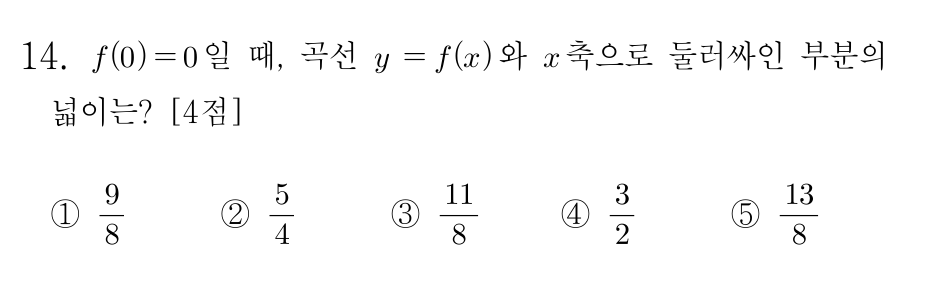 14. f(0)=0일 때, 곡선 y = f(x)와 x축으로 둘러싸인 부분의
넓이는? [4점]
① 9/8 ② 5/4 ③ 11/8 ④ 3/2 ⑤ 13/8